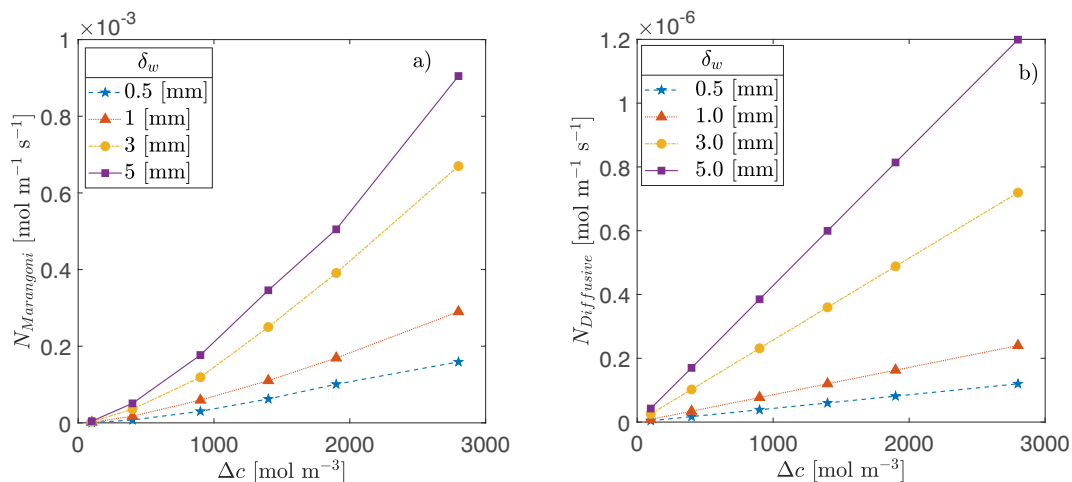 ×10⁻³
1
0.8
0.6
0.4
0.2
0
N_Marangoni [mol m⁻¹ s⁻¹]
δ_w
0.5 [mm]
1 [mm]
3 [mm]
5 [mm]
a)
0 1000 2000 3000
Δc [mol m⁻³]
×10⁻⁶
1.2
1
0.8
0.6
0.4
0.2
0
N_Diffusive [mol m⁻¹ s⁻¹]
δ_w
0.5 [mm]
1.0 [mm]
3.0 [mm]
5.0 [mm]
b)
0 1000 2000 3000
Δc [mol m⁻³]